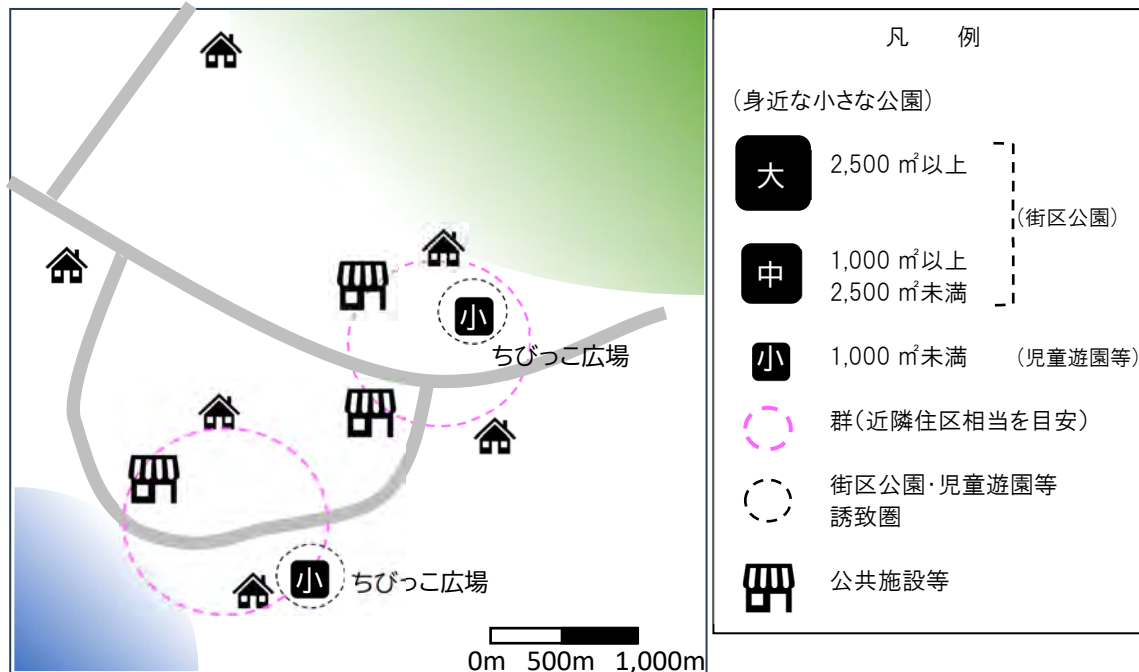 小
ちびっこ広場
小
ちびっこ広場
0m 500m 1,000m
凡 例
(身近な小さな公園)
大
2,500 ㎡以上
(街区公園)
中
1,000 ㎡以上
2,500 ㎡未満
小
1,000 ㎡未満
(児童遊園等)
群(近隣住区相当を目安)
街区公園・児童遊園等
誘致圏
公共施設等